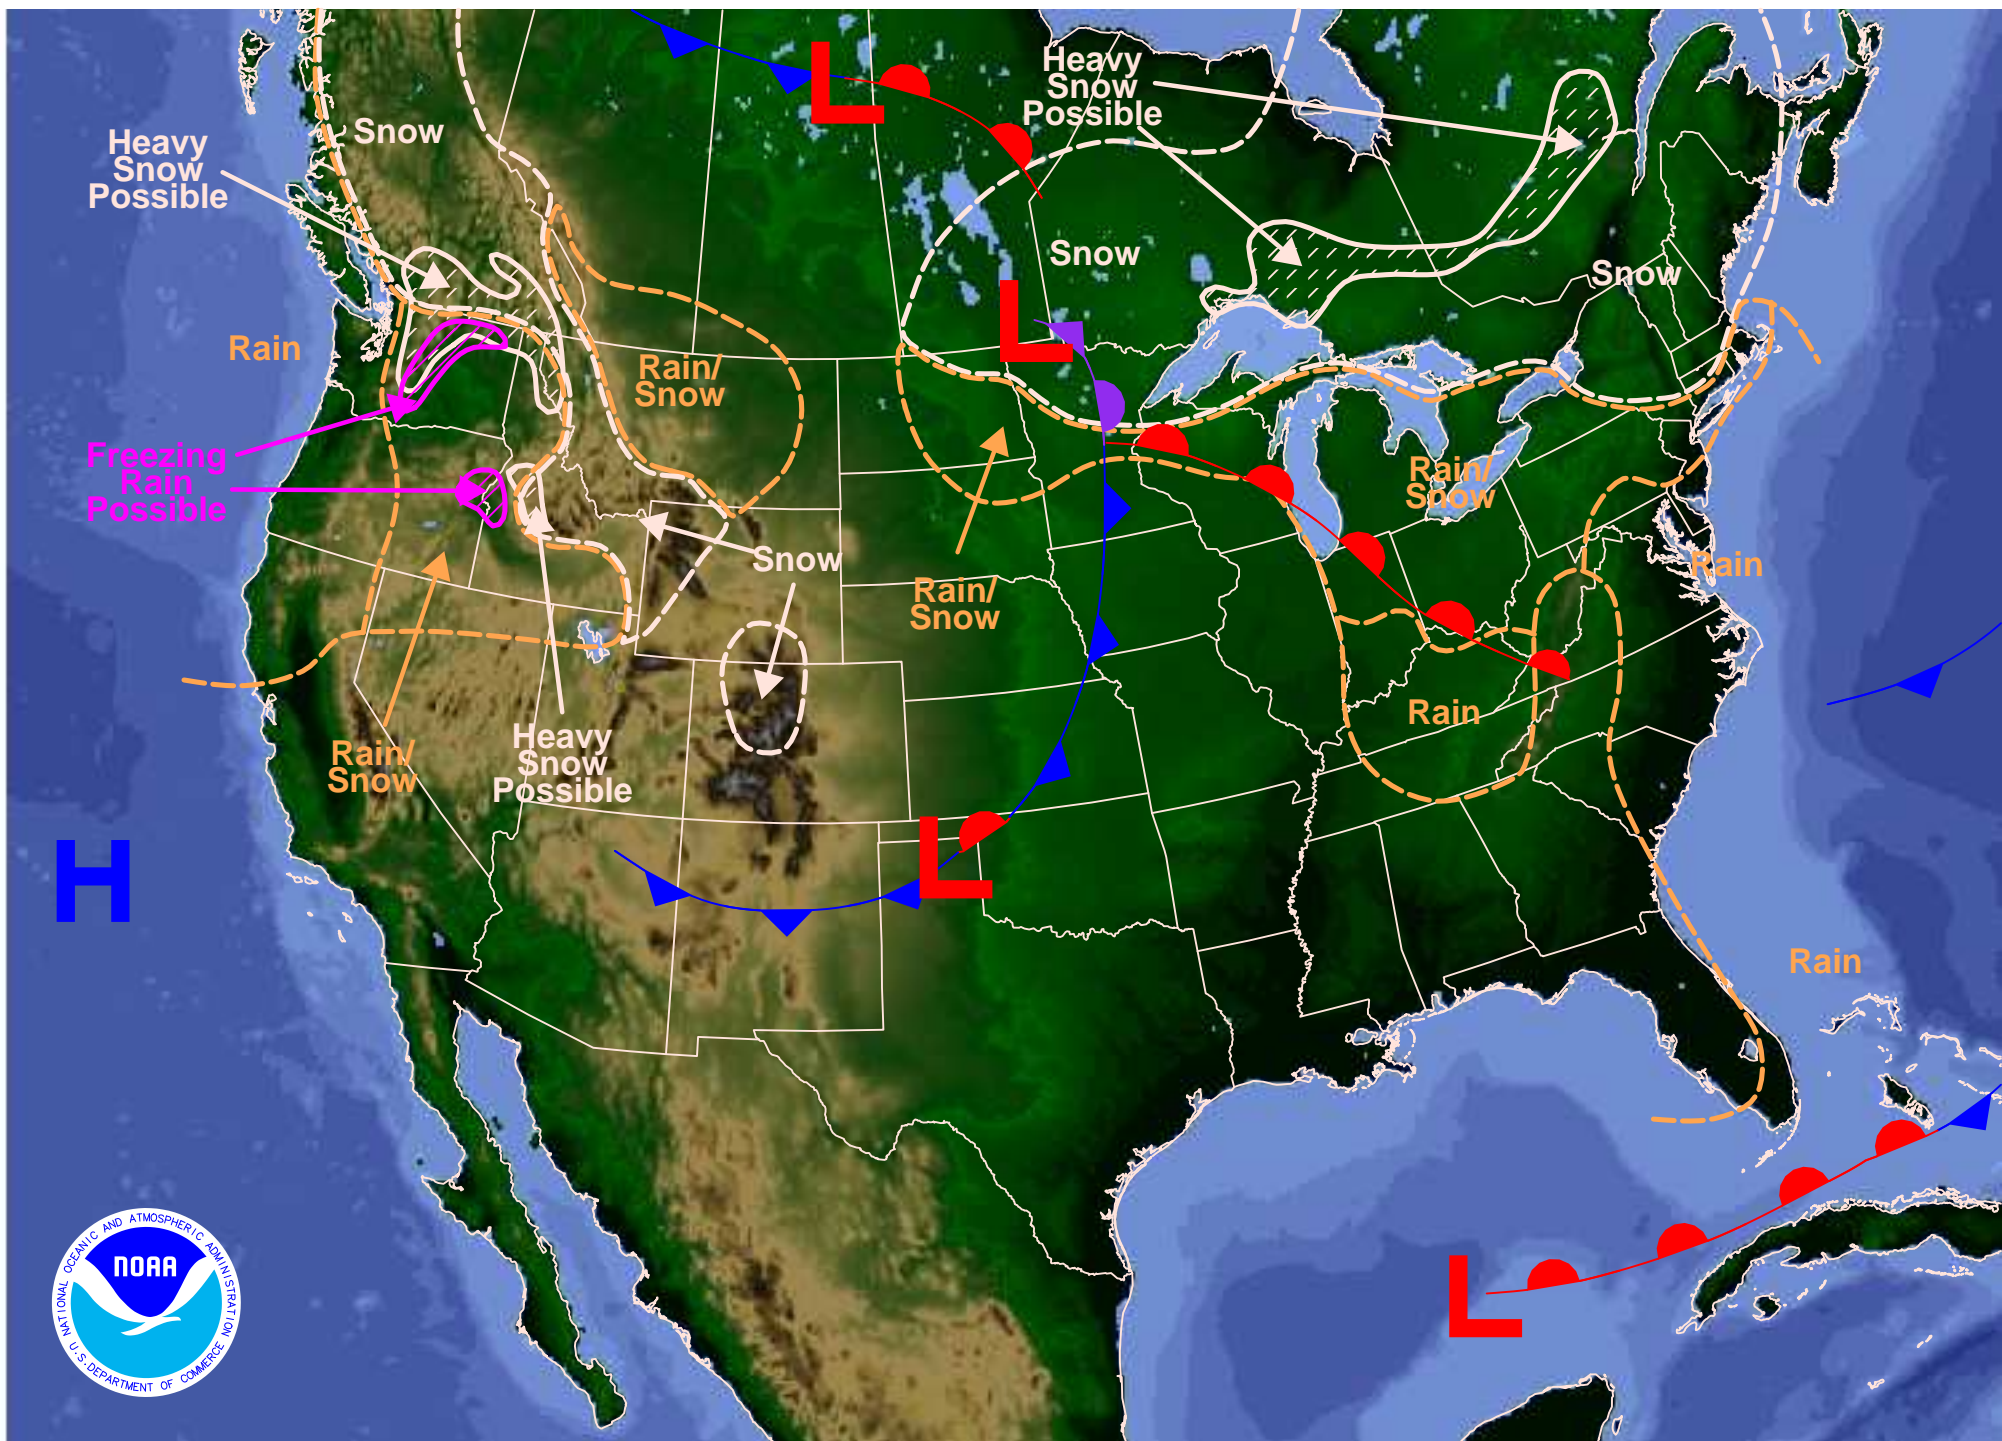 Heavy
Snow
Possible
Snow
Heavy
Snow
Possible
L
Snow
Snow
L
Rain
Rain/
Snow
Freezing
Rain
Possible
Rain/
Snow
Snow
Rain/
Snow
Rain
Rain/
Snow
Heavy
Snow
Possible
Rain
H
L
Rain
L
NOAA
NATIONAL OCEANIC AND ATMOSPHERIC ADMINISTRATION
U.S. DEPARTMENT OF COMMERCE